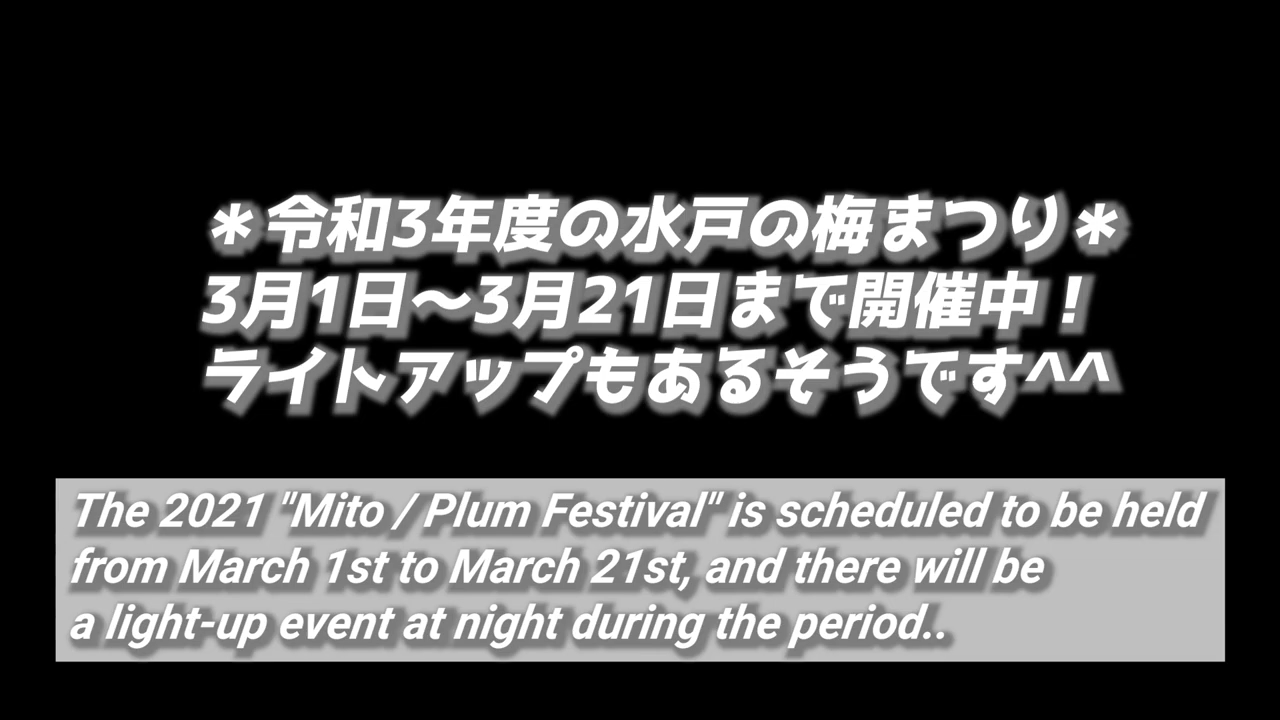 ＊令和3年度の水戸の梅まつり＊
3月1日～3月21日まで開催中！
ライトアップもあるそうです^^
The 2021 "Mito / Plum Festival" is scheduled to be held
from March 1st to March 21st, and there will be
a light-up event at night during the period..